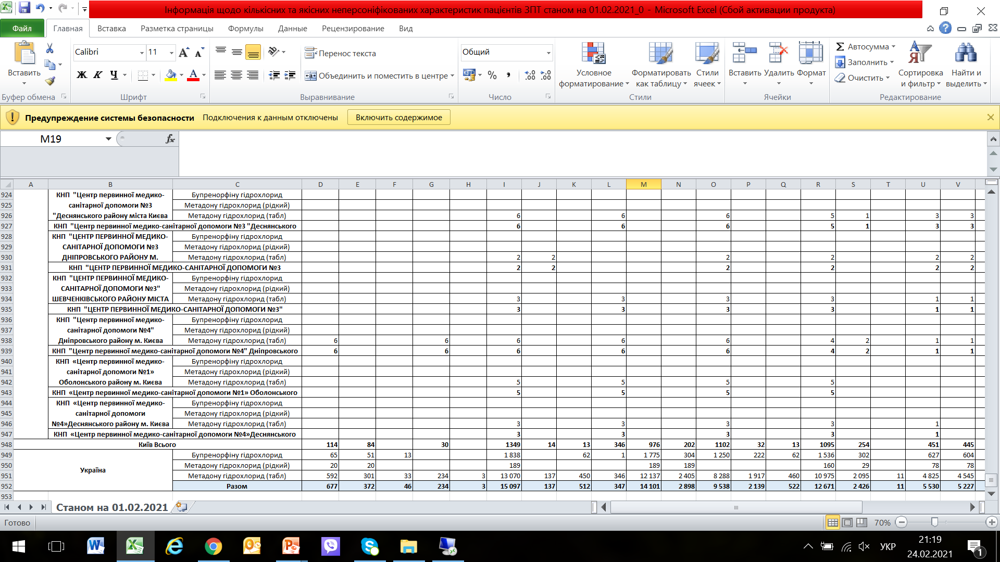 Інформація щодо кількісних та якісних неперсоніфікованих характеристик пацієнтів ЗПТ станом на 01.02.2021_0 - Microsoft Excel (Сбой активации продукта)
Файл Главная Вставка Разметка страницы Формулы Данные Рецензирование Вид
Calibri 11 Перенос текста Общий Автосумма
Вставить Ж К Ч Объединить и поместить в центре % Условное форматирование Форматировать как таблицу Стили ячеек Вставить Удалить Формат Заполнить Очистить Сортировка и фильтр Найти и выделить
Буфер обмена Шрифт Выравнивание Число Стили Ячейки Редактирование
Предупреждение системы безопасности Подключения к данным отключены Включить содержимое
M19 fx
A B C D E F G H I J K L M N O P Q R S T U V
924 КНП "Центр первинної медико- Бупренорфіну гідрохлорид
925 санітарної допомоги №3 Метадону гідрохлорид (рідкий)
926 "Деснянського району міста Києва Метадону гідрохлорид (табл) 6 6 6 5 1 3 3
927 КНП "Центр первинної медико-санітарної допомоги №3 "Деснянського 6 6 6 5 1 3 3
928 КНП "ЦЕНТР ПЕРВИННОЇ МЕДИКО- Бупренорфіну гідрохлорид
929 САНІТАРНОЇ ДОПОМОГИ №3 Метадону гідрохлорид (рідкий)
930 ДНІПРОВСЬКОГО РАЙОНУ М. Метадону гідрохлорид (табл) 2 2 2 2 2 2
931 КНП "ЦЕНТР ПЕРВИННОЇ МЕДИКО-САНІТАРНОЇ ДОПОМОГИ №3 2 2 2 2 2 2
932 КНП "ЦЕНТР ПЕРВИННОЇ МЕДИКО- Бупренорфіну гідрохлорид
933 САНІТАРНОЇ ДОПОМОГИ №3" Метадону гідрохлорид (рідкий)
934 ШЕВЧЕНКІВСЬКОГО РАЙОНУ МІСТА Метадону гідрохлорид (табл) 3 3 3 3 1 1
935 КНП "ЦЕНТР ПЕРВИННОЇ МЕДИКО-САНІТАРНОЇ ДОПОМОГИ №3" 3 3 3 3 1 1
936 КНП "Центр первинної медико- Бупренорфіну гідрохлорид
937 санітарної допомоги №4" Метадону гідрохлорид (рідкий)
938 Дніпровського району м. Києва Метадону гідрохлорид (табл) 6 6 6 6 6 4 2 1 1
939 КНП "Центр первинної медико-санітарної допомоги №4" Дніпровського 6 6 6 6 6 4 2 1 1
940 КНП «Центр первинної медико- Бупренорфіну гідрохлорид
941 санітарної допомоги №1» Метадону гідрохлорид (рідкий)
942 Оболонського району м. Києва Метадону гідрохлорид (табл) 5 5 5 5
943 КНП «Центр первинної медико-санітарної допомоги №1» Оболонського 5 5 5 5
944 КНП «Центр первинної медико- Бупренорфіну гідрохлорид
945 санітарної допомоги Метадону гідрохлорид (рідкий)
946 №4»Деснянського району м. Києва Метадону гідрохлорид (табл) 3 3 3 3 1
947 КНП «Центр первинної медико-санітарної допомоги №4»Деснянського 3 3 3 3 1
948 Київ Всього 114 84 30 1349 14 13 346 976 202 1102 32 13 1095 254 451 445
949 Бупренорфіну гідрохлорид 65 51 13 1 838 62 1 1 775 304 1 250 222 62 1 536 302 627 604
950 Україна Метадону гідрохлорид (рідкий) 20 20 189 189 189 160 29 78 78
951 Метадону гідрохлорид (табл) 592 301 33 234 3 13 070 137 450 346 12 137 2 405 8 288 1 917 460 10 975 2 095 11 4 825 4 545
952 Разом 677 372 46 234 3 15 097 137 512 347 14 101 2 898 9 538 2 139 522 12 671 2 426 11 5 530 5 227
953
Станом на 01.02.2021
Готово 70%
УКР 21:19
24.02.2021 1